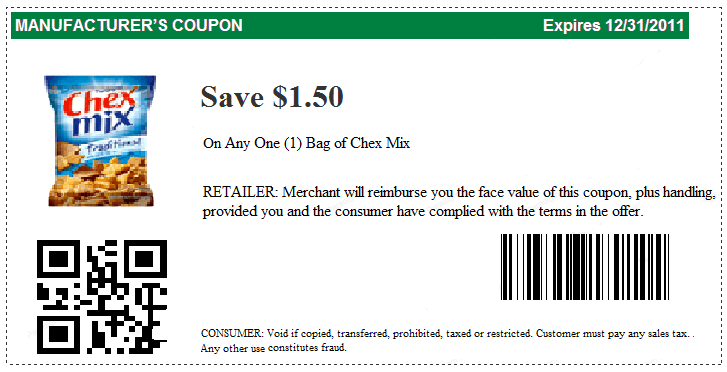 MANUFACTURER'S COUPON Expires 12/31/2011
Chex
mix
Traditional
Save $1.50
On Any One (1) Bag of Chex Mix
RETAILER: Merchant will reimburse you the face value of this coupon, plus handling,
provided you and the consumer have complied with the terms in the offer.
CONSUMER: Void if copied, transferred, prohibited, taxed or restricted. Customer must pay any sales tax. .
Any other use constitutes fraud.